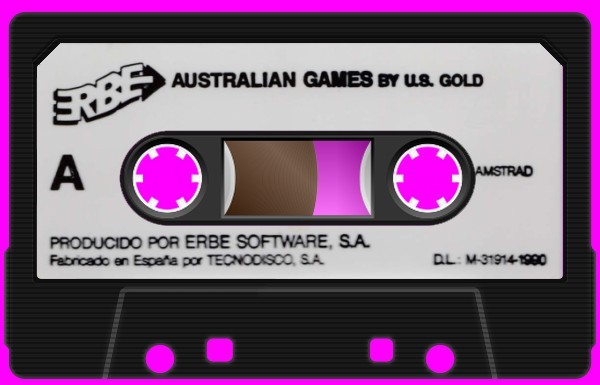 ERBE AUSTRALIAN GAMES BY U.S. GOLD
A
AMSTRAD
PRODUCIDO POR ERBE SOFTWARE, S.A.
Fabricado en España por TECNODISCO, S.A. D.L.: M-31914-1990